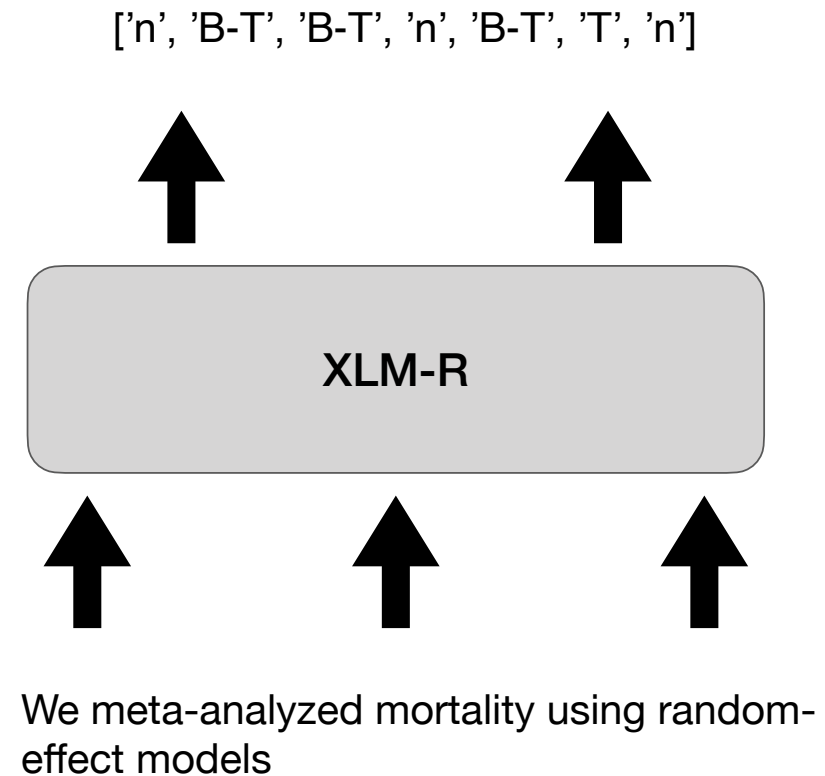 [’n’, ’B-T’, ’B-T’, ’n’, ’B-T’, ’T’, ’n’]
XLM-R
We meta-analyzed mortality using random-
effect models